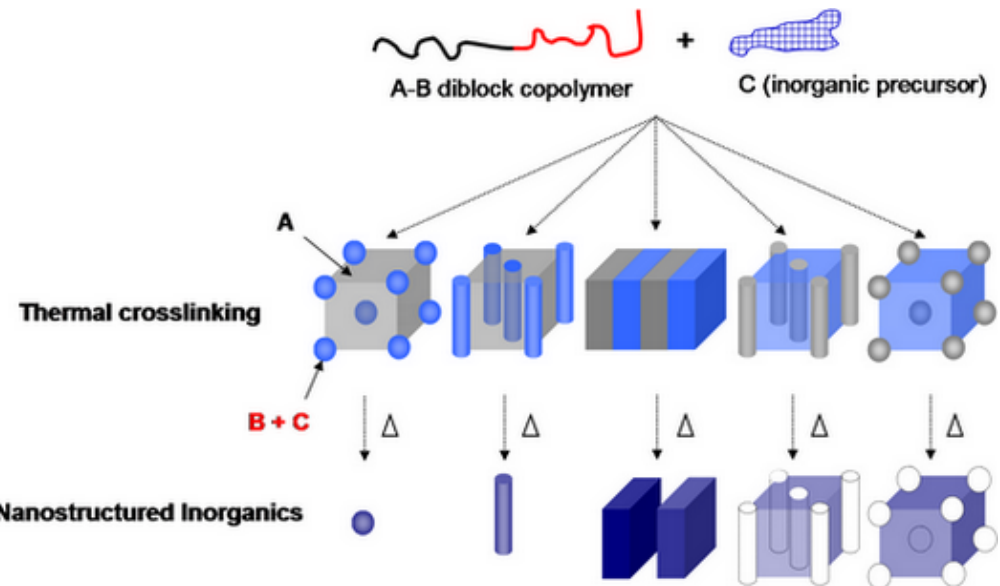 +
A-B diblock copolymer
C (inorganic precursor)
A
Thermal crosslinking
B + C
Δ Δ Δ Δ Δ
Nanostructured Inorganics